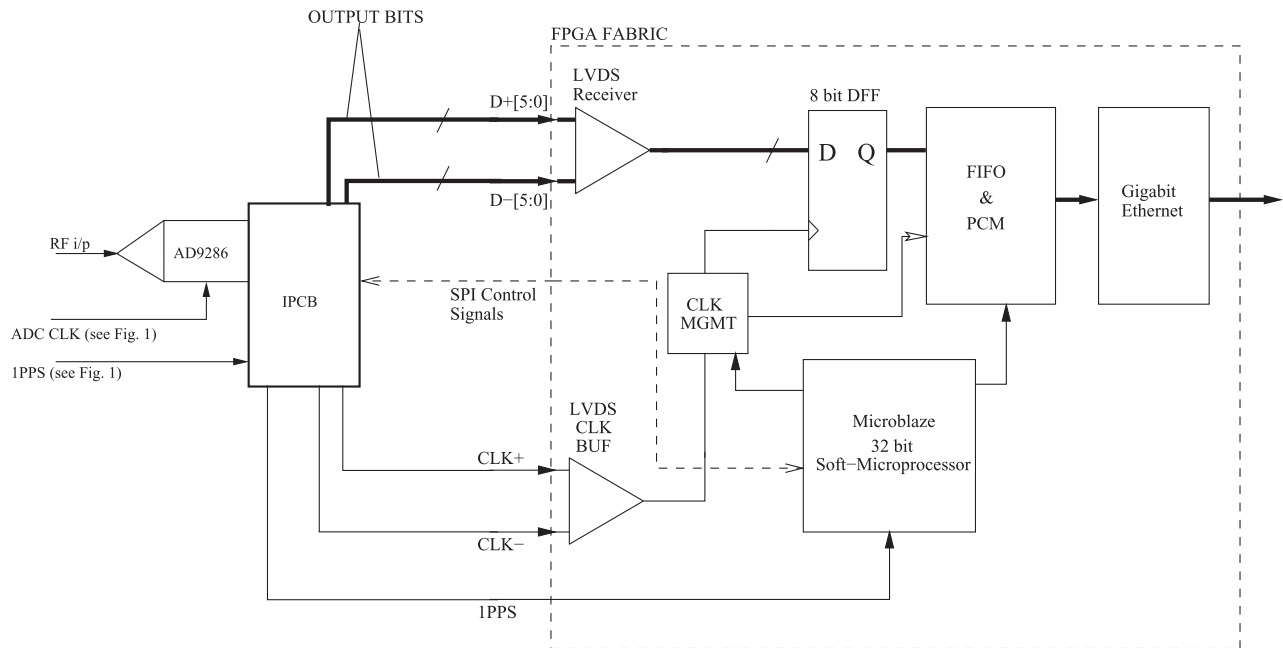 OUTPUT BITS
FPGA FABRIC
LVDS
Receiver
D+[5:0]
D−[5:0]
8 bit DFF
D Q
FIFO
&
PCM
Gigabit
Ethernet
RF i/p
AD9286
IPCB
ADC CLK (see Fig. 1)
1PPS (see Fig. 1)
SPI Control
Signals
CLK
MGMT
LVDS
CLK
BUF
CLK+
CLK−
Microblaze
32 bit
Soft−Microprocessor
1PPS